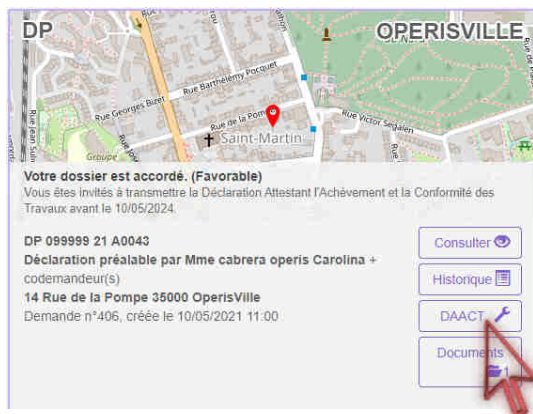 DP
OPERISVILLE
Rue Barthélémy Pocquet
Rue Georges Bizet
Rue de la Pom
Rue Victor Segalen
Saint-Martin
Rue Jean
Groupe
Votre dossier est accordé. (Favorable)
Vous êtes invités à transmettre la Déclaration Attestant l'Achèvement et la Conformité des
Travaux avant le 10/05/2024.
DP 099999 21 A0043
Déclaration préalable par Mme cabrera operis Carolina +
codemandeur(s)
14 Rue de la Pompe 35000 OperisVille
Demande n°406, créée le 10/05/2021 11:00
Consulter
Historique
DAACT
Documents
1